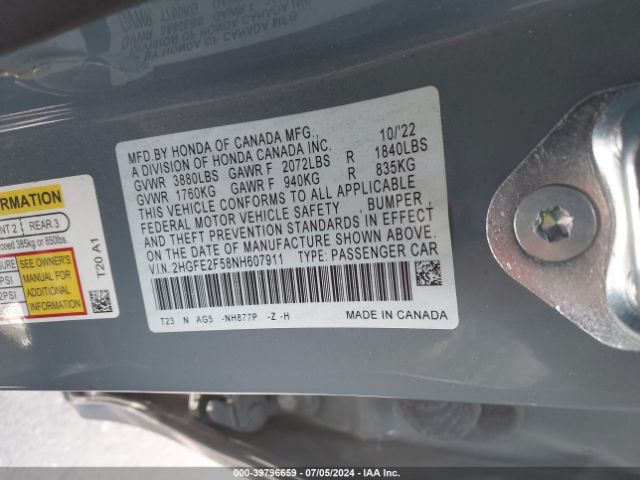 MFD.BY HONDA OF CANADA MFG., 10/'22
A DIVISION OF HONDA CANADA INC.
GVWR 3880LBS GAWR F 2072LBS R 1840LBS
GVWR 1760KG GAWR F 940KG R 835KG
THIS VEHICLE CONFORMS TO ALL APPLICABLE
FEDERAL MOTOR VEHICLE SAFETY, BUMPER,
AND THEFT PREVENTION STANDARDS IN EFFECT
ON THE DATE OF MANUFACTURE SHOWN ABOVE.
V.I.N. 2HGFE2F58NH607911 TYPE: PASSENGER CAR
T23 N AG5 -NH877P -Z -H
MADE IN CANADA
REAR 3
385kg or 850lbs.
SEE OWNER'S
MANUAL FOR
ADDITIONAL
INFORMATION
T20 A1
000-39796659 / 07/05/2024 / IAA Inc.